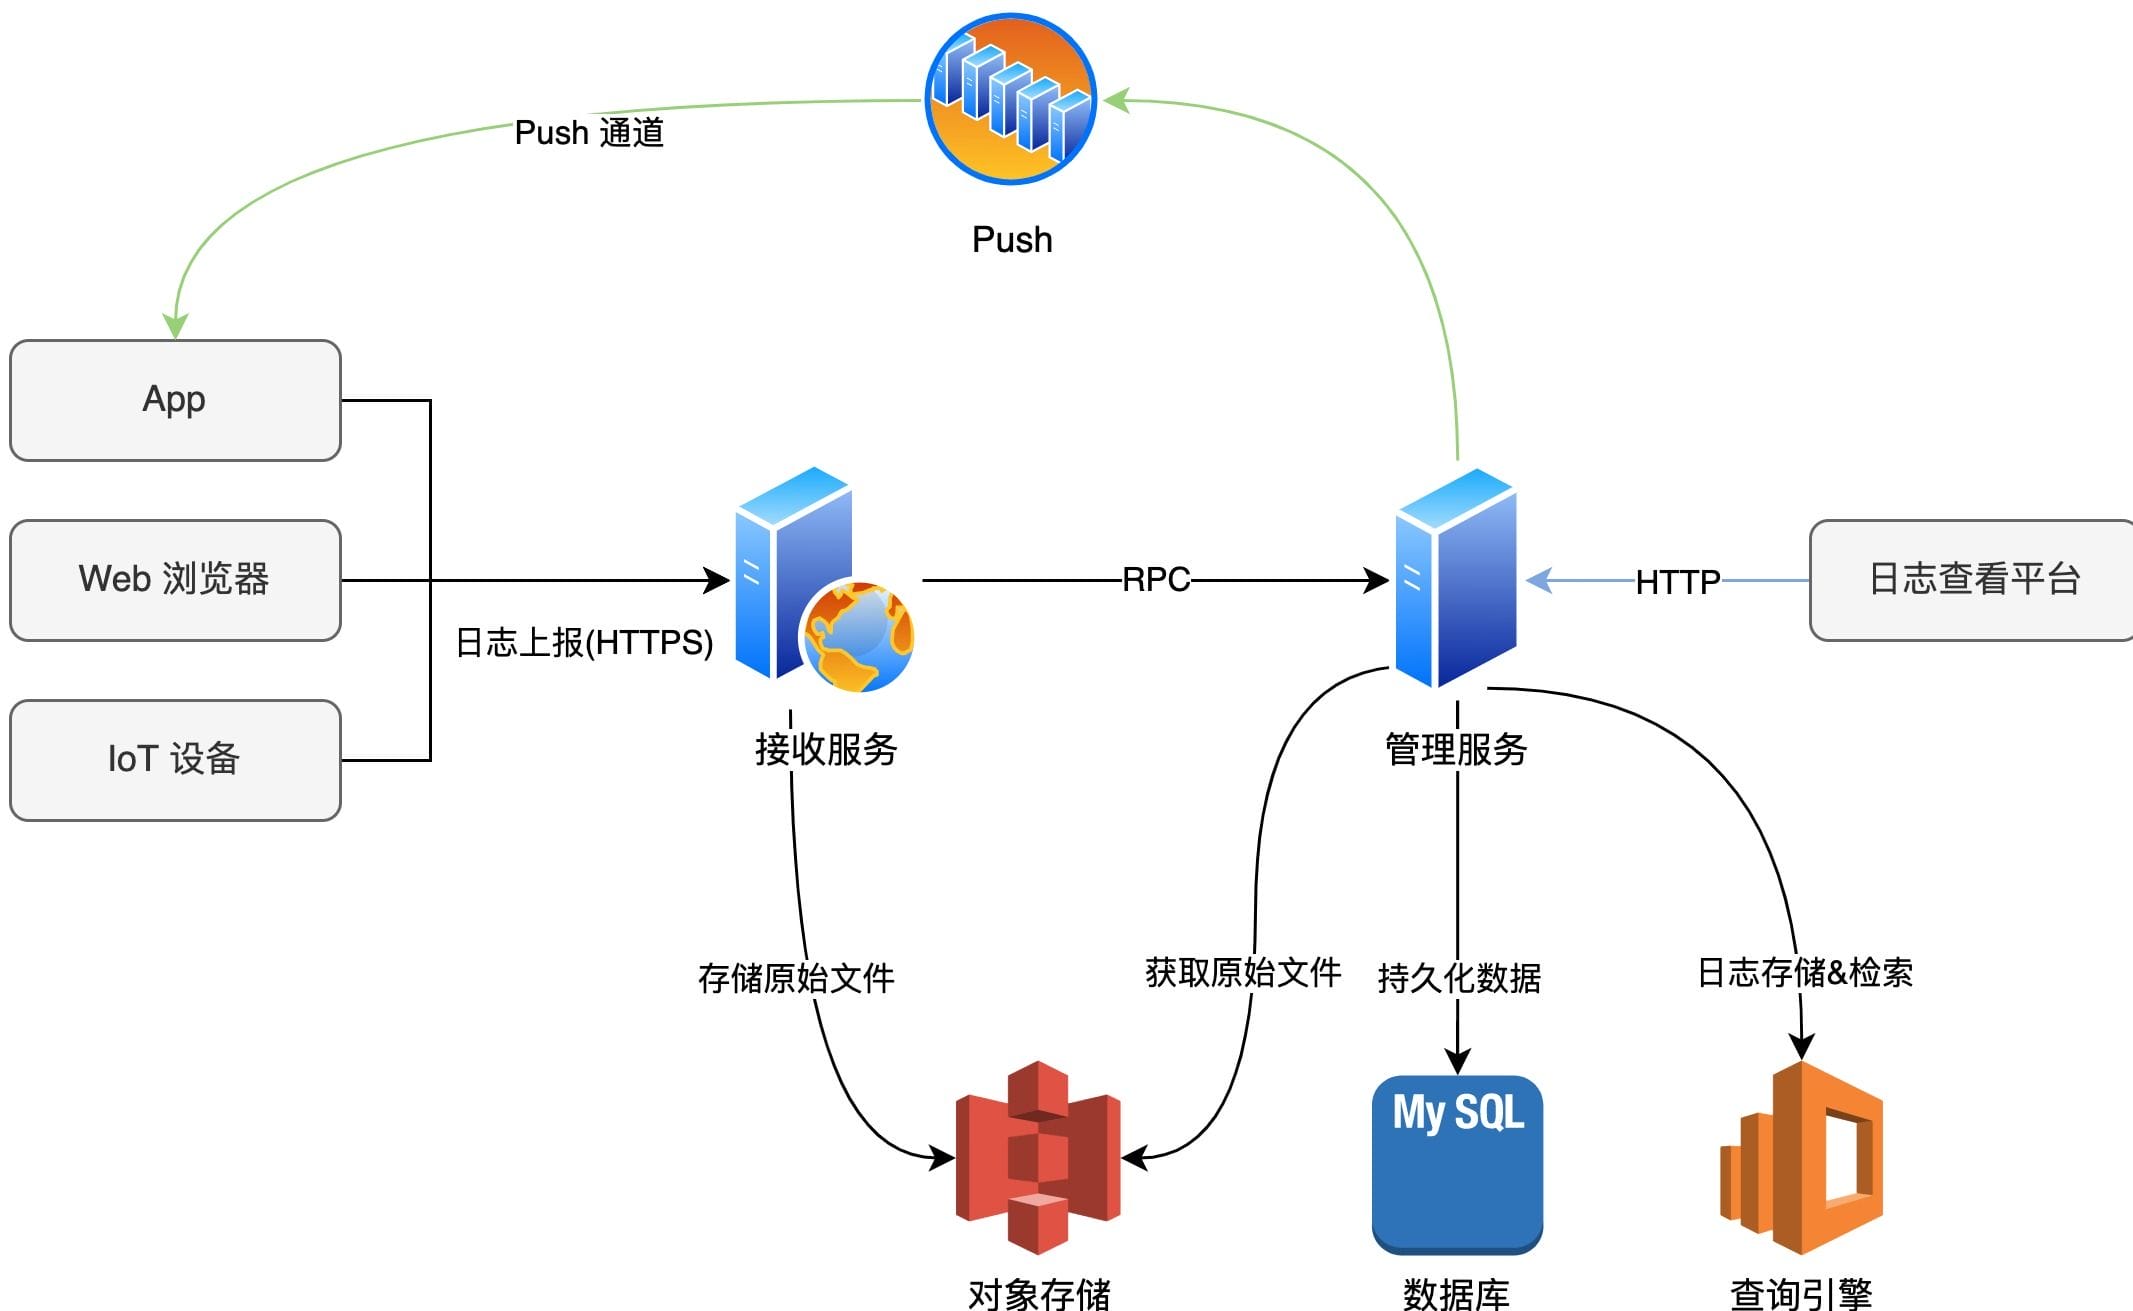 Push 通道
Push
App
Web 浏览器
IoT 设备
日志上报(HTTPS)
接收服务
RPC
管理服务
HTTP
日志查看平台
存储原始文件
获取原始文件
持久化数据
日志存储&检索
My SQL
对象存储
数据库
查询引擎